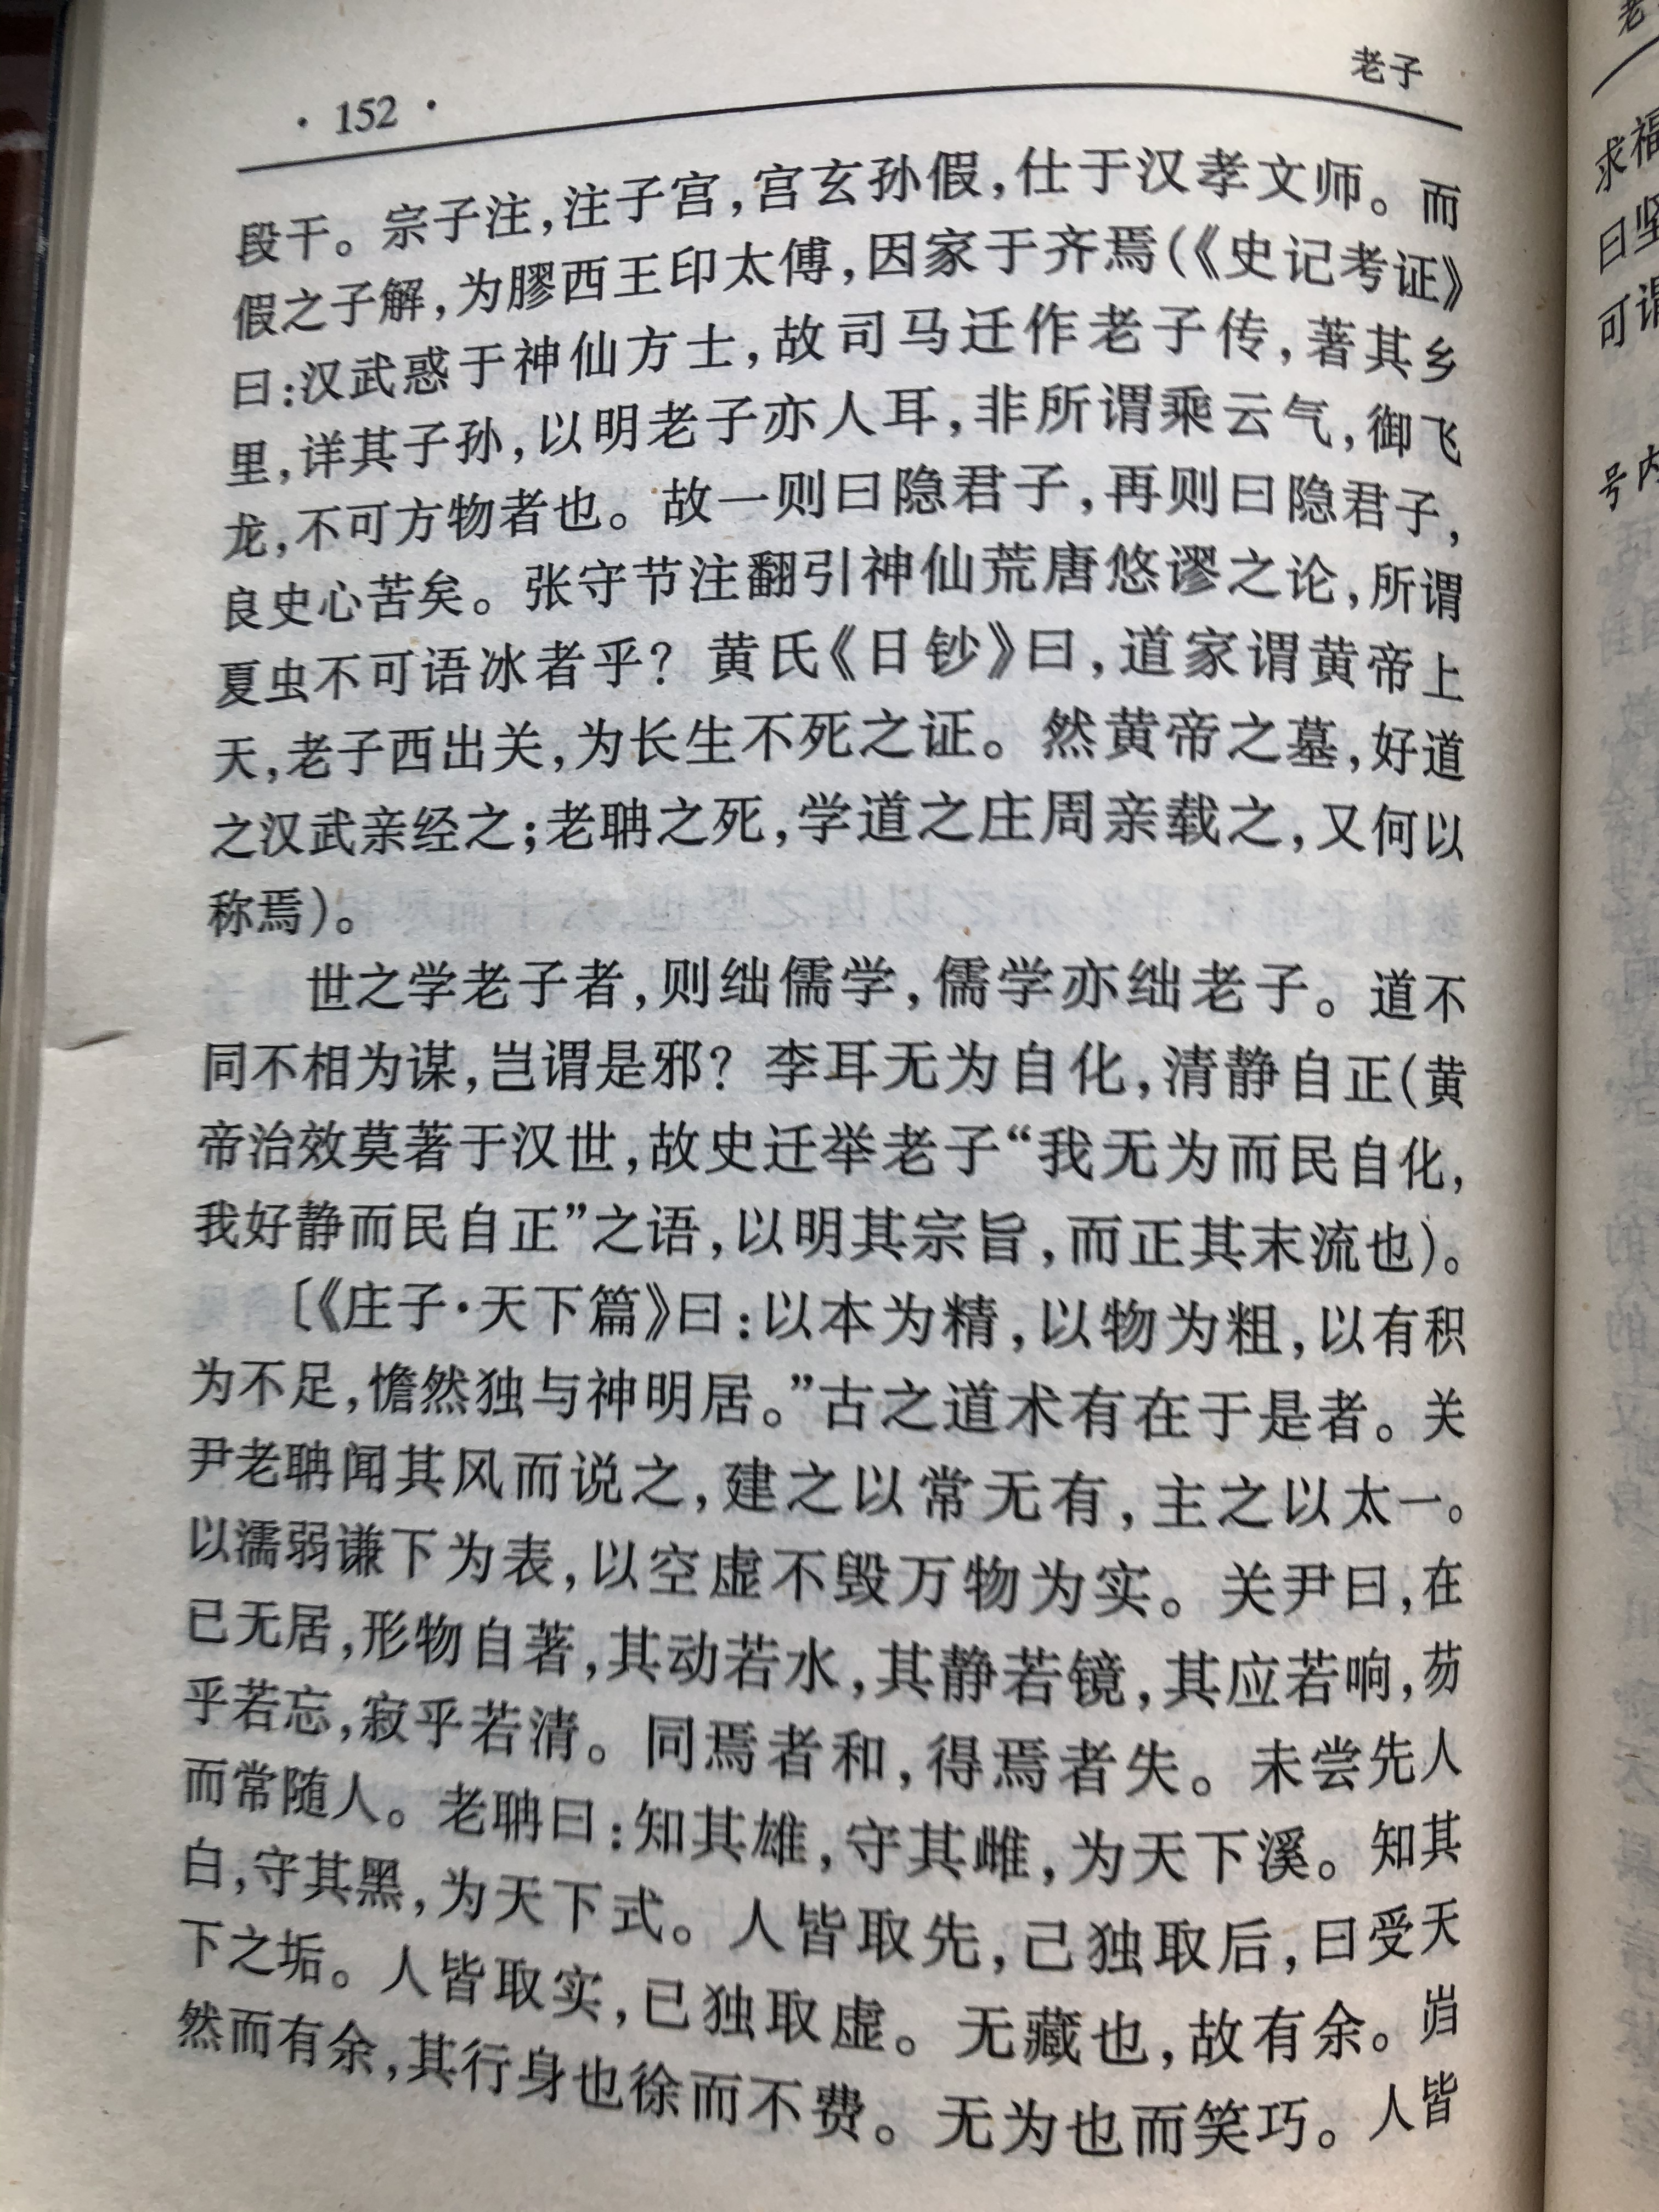 · 152 ·
老子
段干。宗子注,注子宫,宫玄孙假,仕于汉孝文师。而
假之子解,为膠西王印太傅,因家于齐焉(《史记考证》
曰:汉武惑于神仙方士,故司马迁作老子传,著其乡
里,详其子孙,以明老子亦人耳,非所谓乘云气,御飞
龙,不可方物者也。故一则曰隐君子,再则曰隐君子,
良史心苦矣。张守节注翻引神仙荒唐悠谬之论,所谓
夏虫不可语冰者乎?黄氏《日钞》曰,道家谓黄帝上
天,老子西出关,为长生不死之证。然黄帝之墓,好道
之汉武亲经之;老聃之死,学道之庄周亲载之,又何以
称焉)。
世之学老子者,则绌儒学,儒学亦绌老子。道不
同不相为谋,岂谓是邪?李耳无为自化,清静自正(黄
帝治效莫著于汉世,故史迁举老子“我无为而民自化,
我好静而民自正”之语,以明其宗旨,而正其末流也)。
〔《庄子·天下篇》曰:以本为精,以物为粗,以有积
为不足,憺然独与神明居。”古之道术有在于是者。关
尹老聃闻其风而说之,建之以常无有,主之以太一。
以濡弱谦下为表,以空虚不毁万物为实。关尹曰,在
已无居,形物自著,其动若水,其静若镜,其应若响,芴
乎若忘,寂乎若清。同焉者和,得焉者失。未尝先人
而常随人。老聃曰:知其雄,守其雌,为天下溪。知其
白,守其黑,为天下式。人皆取先,己独取后,曰受天
下之垢。人皆取实,已独取虚。无藏也,故有余。岿
然而有余,其行身也徐而不费。无为也而笑巧。人皆
求福
曰坚
可谓
号内